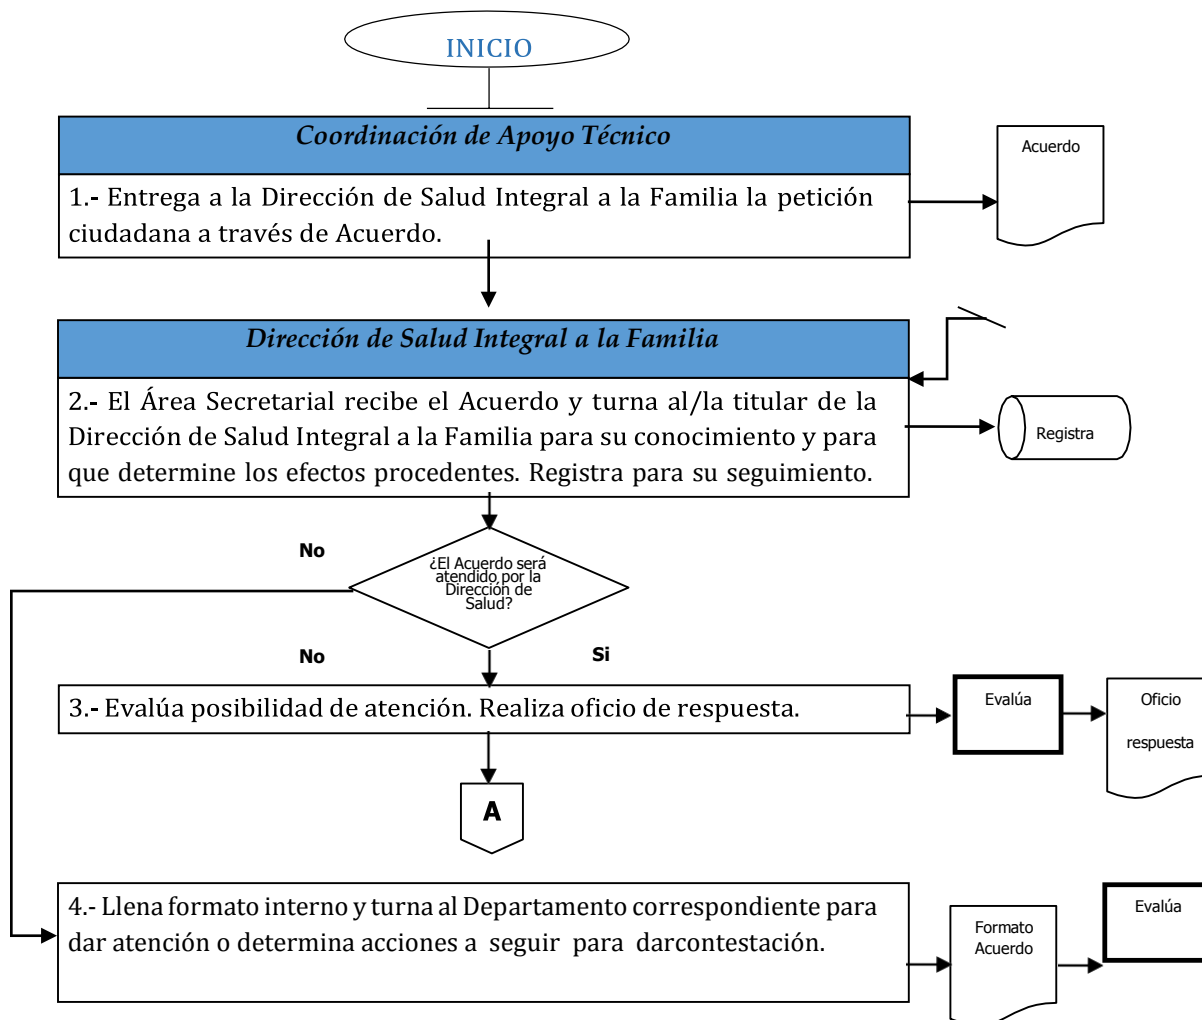 INICIO
Coordinación de Apoyo Técnico
1.- Entrega a la Dirección de Salud Integral a la Familia la petición
ciudadana a través de Acuerdo.
Acuerdo
Dirección de Salud Integral a la Familia
2.- El Área Secretarial recibe el Acuerdo y turna al/la titular de la
Dirección de Salud Integral a la Familia para su conocimiento y para
que determine los efectos procedentes. Registra para su seguimiento.
Registra
No
¿El Acuerdo será
atendido por la
Dirección de
Salud?
No
Si
3.- Evalúa posibilidad de atención. Realiza oficio de respuesta.
Evalúa
Oficio
respuesta
A
4.- Llena formato interno y turna al Departamento correspondiente para
dar atención o determina acciones a seguir para darcontestación.
Formato
Acuerdo
Evalúa